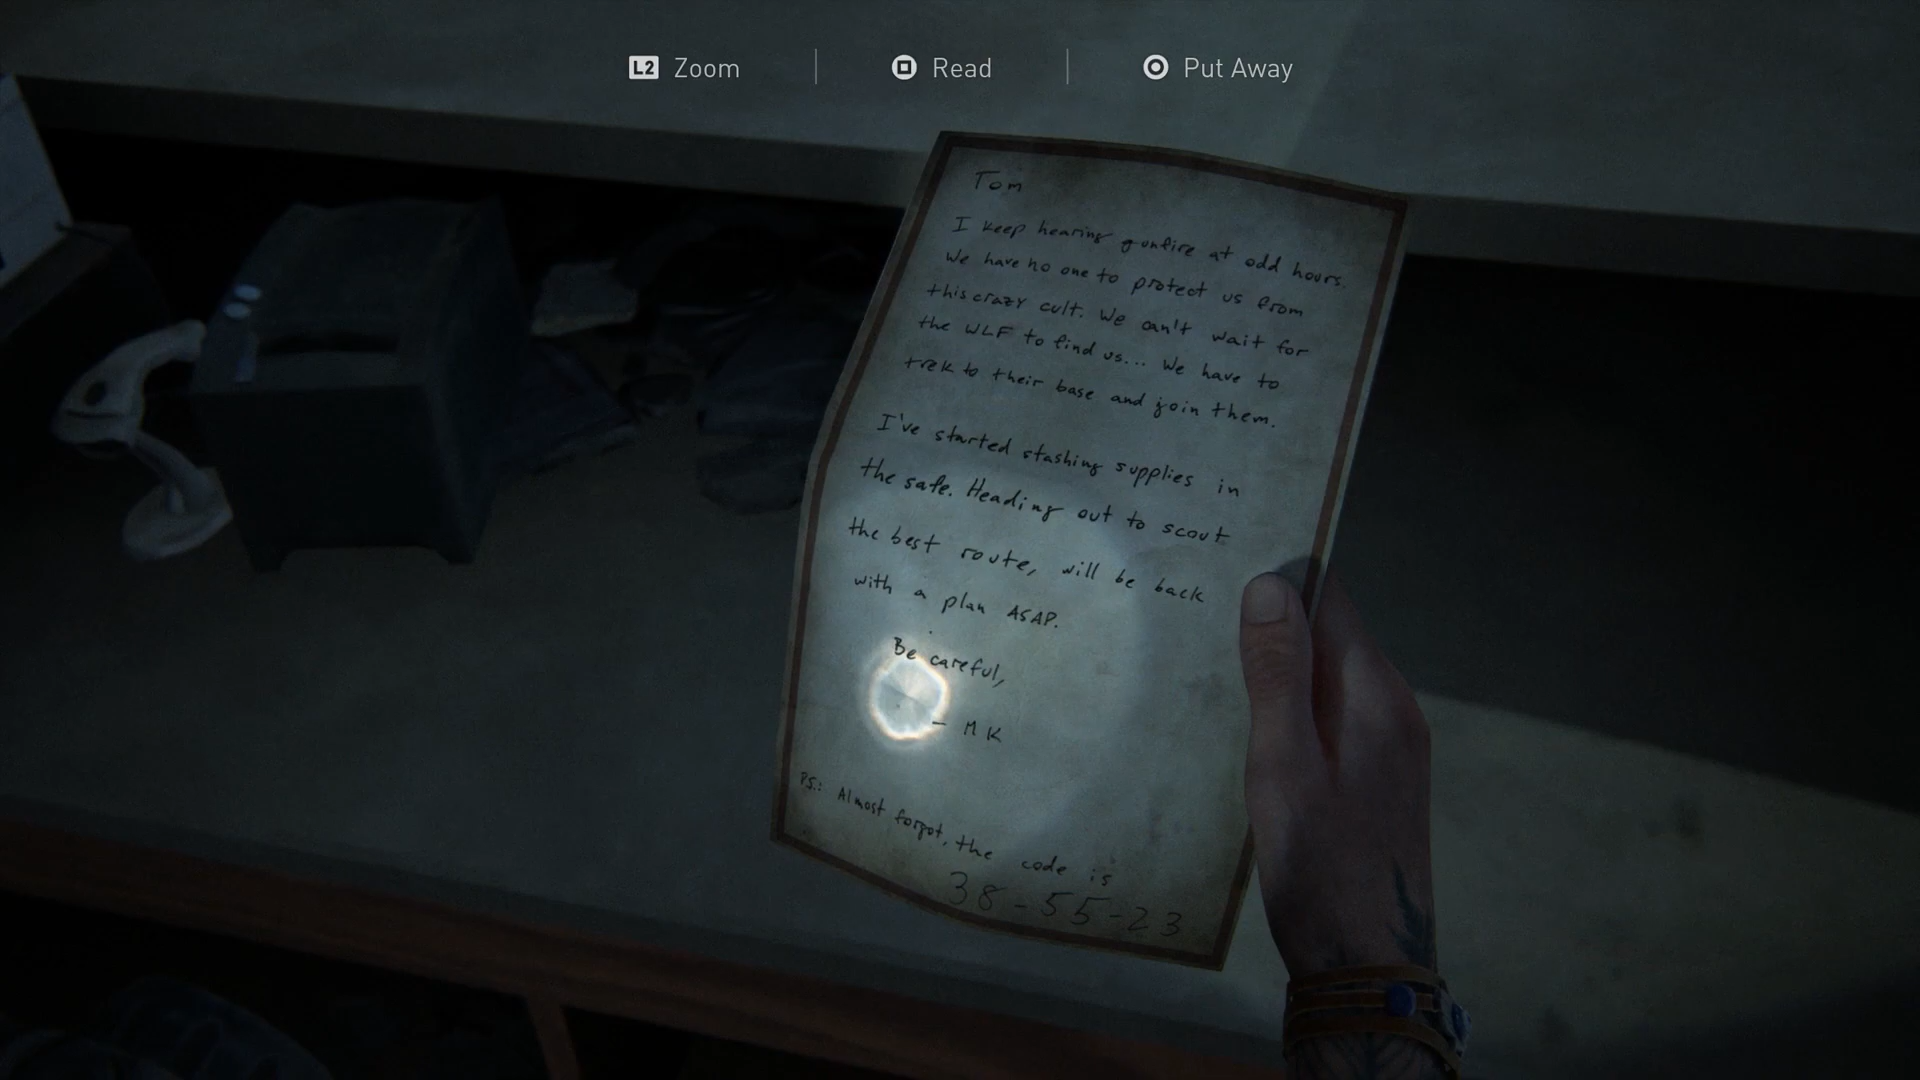 L2 Zoom | Read | Put Away
Tom
I keep hearing gunfire at odd hours.
We have no one to protect us from
this crazy cult. We can't wait for
the WLF to find us... We have to
trek to their base and join them.
I've started stashing supplies in
the safe. Heading out to scout
the best route, will be back
with a plan ASAP.
Be careful,
- MK
PS.: Almost forgot, the code is
38-55-23